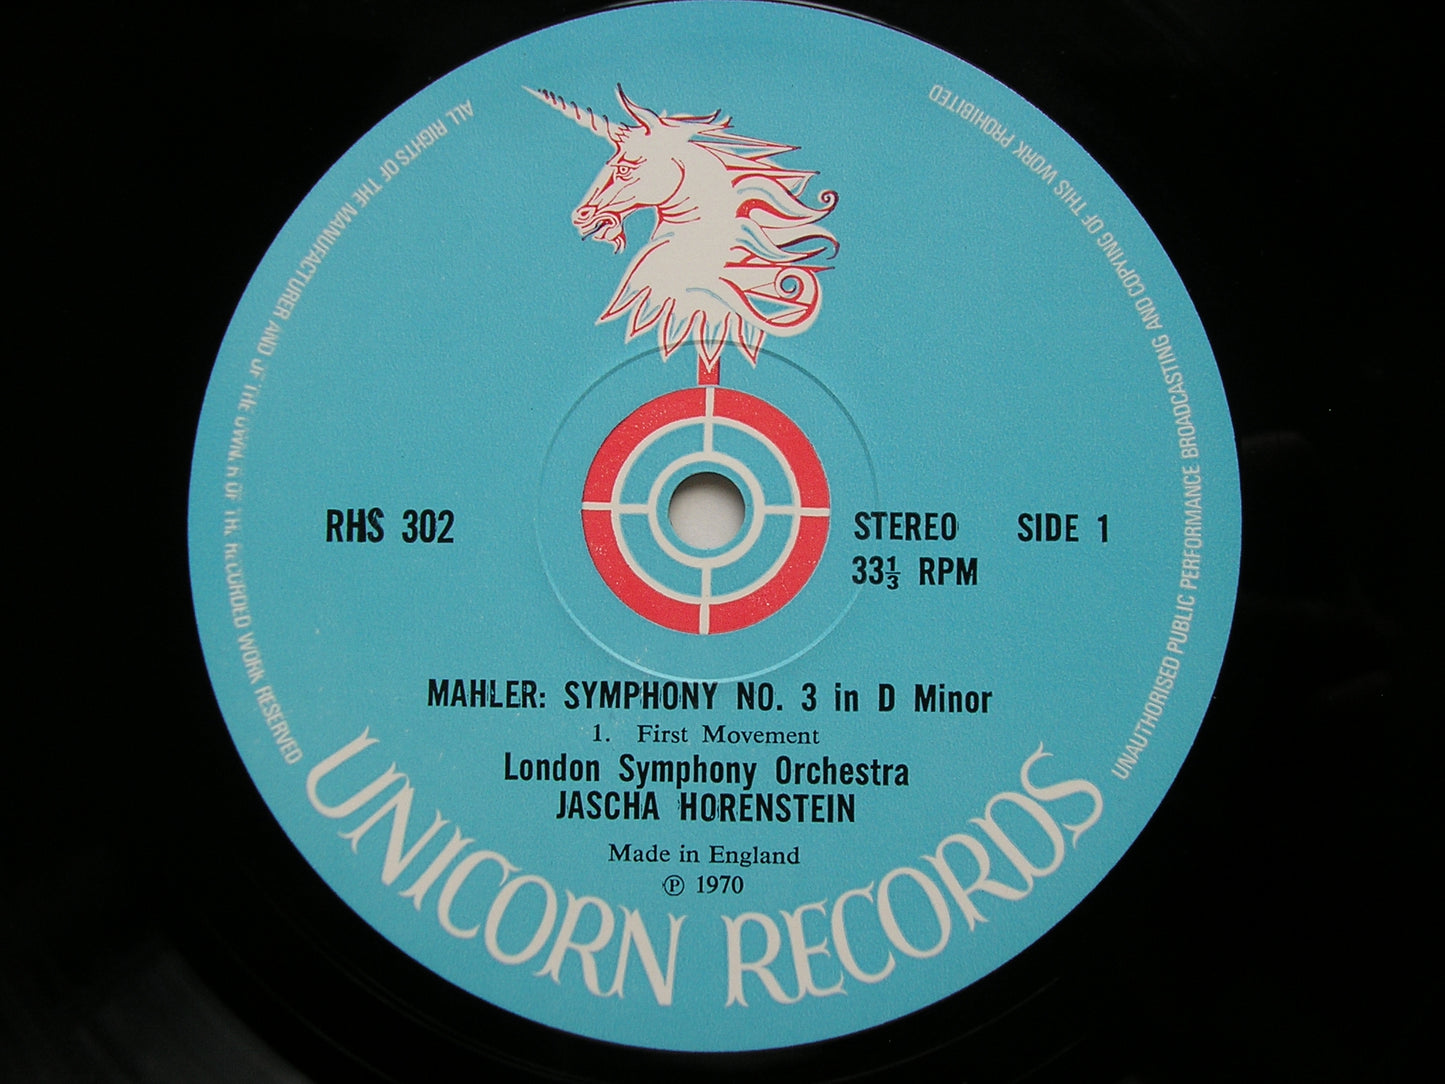 ALL RIGHTS OF THE MANUFACTURER AND OF THE OWNER OF THE RECORDED WORK RESERVED
UNAUTHORISED PUBLIC PERFORMANCE BROADCASTING AND COPYING OF THIS WORK PROHIBITED
RHS 302
STEREO SIDE 1
33⅓ RPM
MAHLER: SYMPHONY NO. 3 in D Minor
1. First Movement
London Symphony Orchestra
JASCHA HORENSTEIN
Made in England
℗ 1970
UNICORN RECORDS